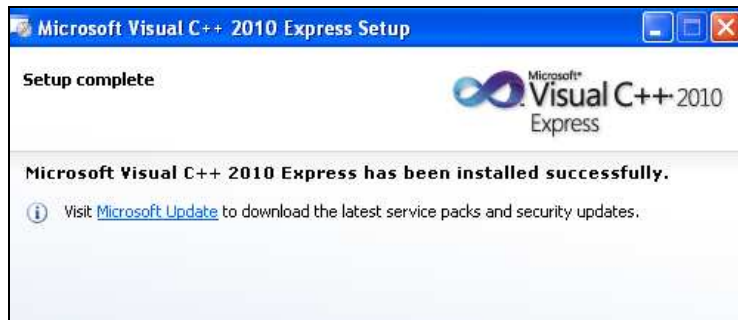 Microsoft Visual C++ 2010 Express Setup
Setup complete
Microsoft®
Visual C++ 2010
Express
Microsoft Visual C++ 2010 Express has been installed successfully.
Visit Microsoft Update to download the latest service packs and security updates.